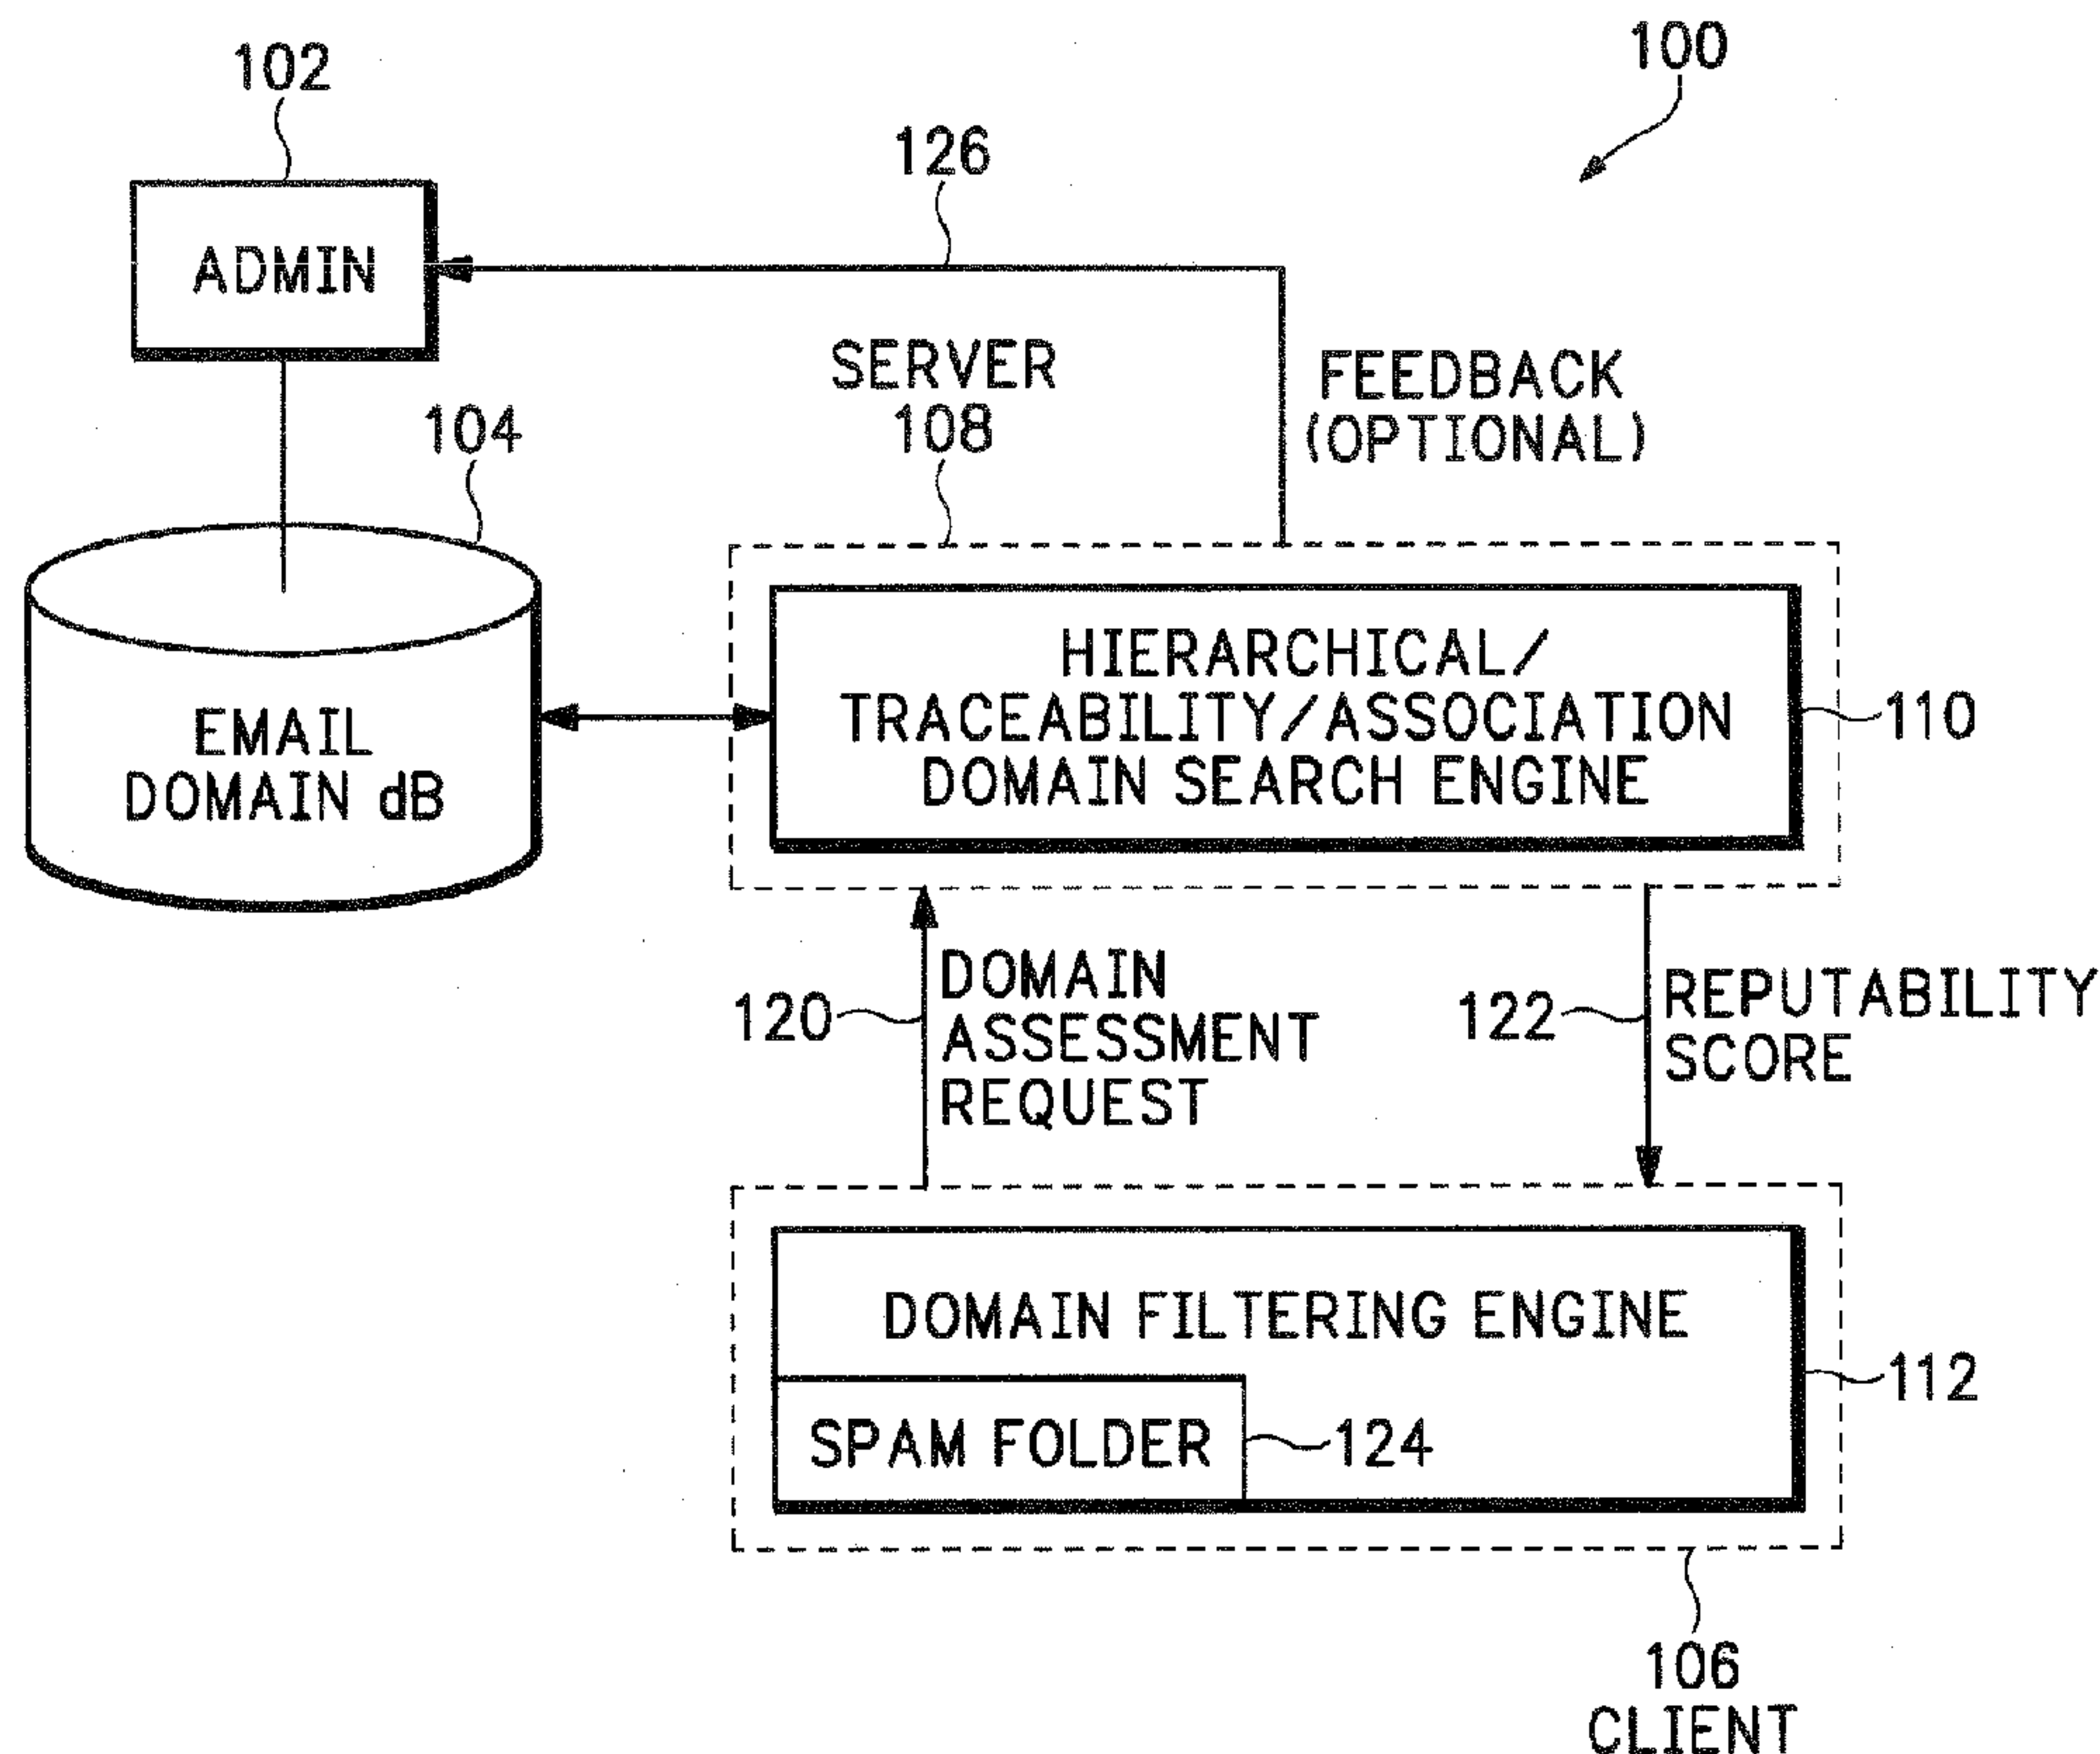 102
100
126
ADMIN
SERVER
108
FEEDBACK
(OPTIONAL)
104
HIERARCHICAL/
TRACEABILITY/ASSOCIATION
DOMAIN SEARCH ENGINE
110
EMAIL
DOMAIN dB
120
DOMAIN
ASSESSMENT
REQUEST
122
REPUTABILITY
SCORE
DOMAIN FILTERING ENGINE
112
SPAM FOLDER
124
106
CLIENT